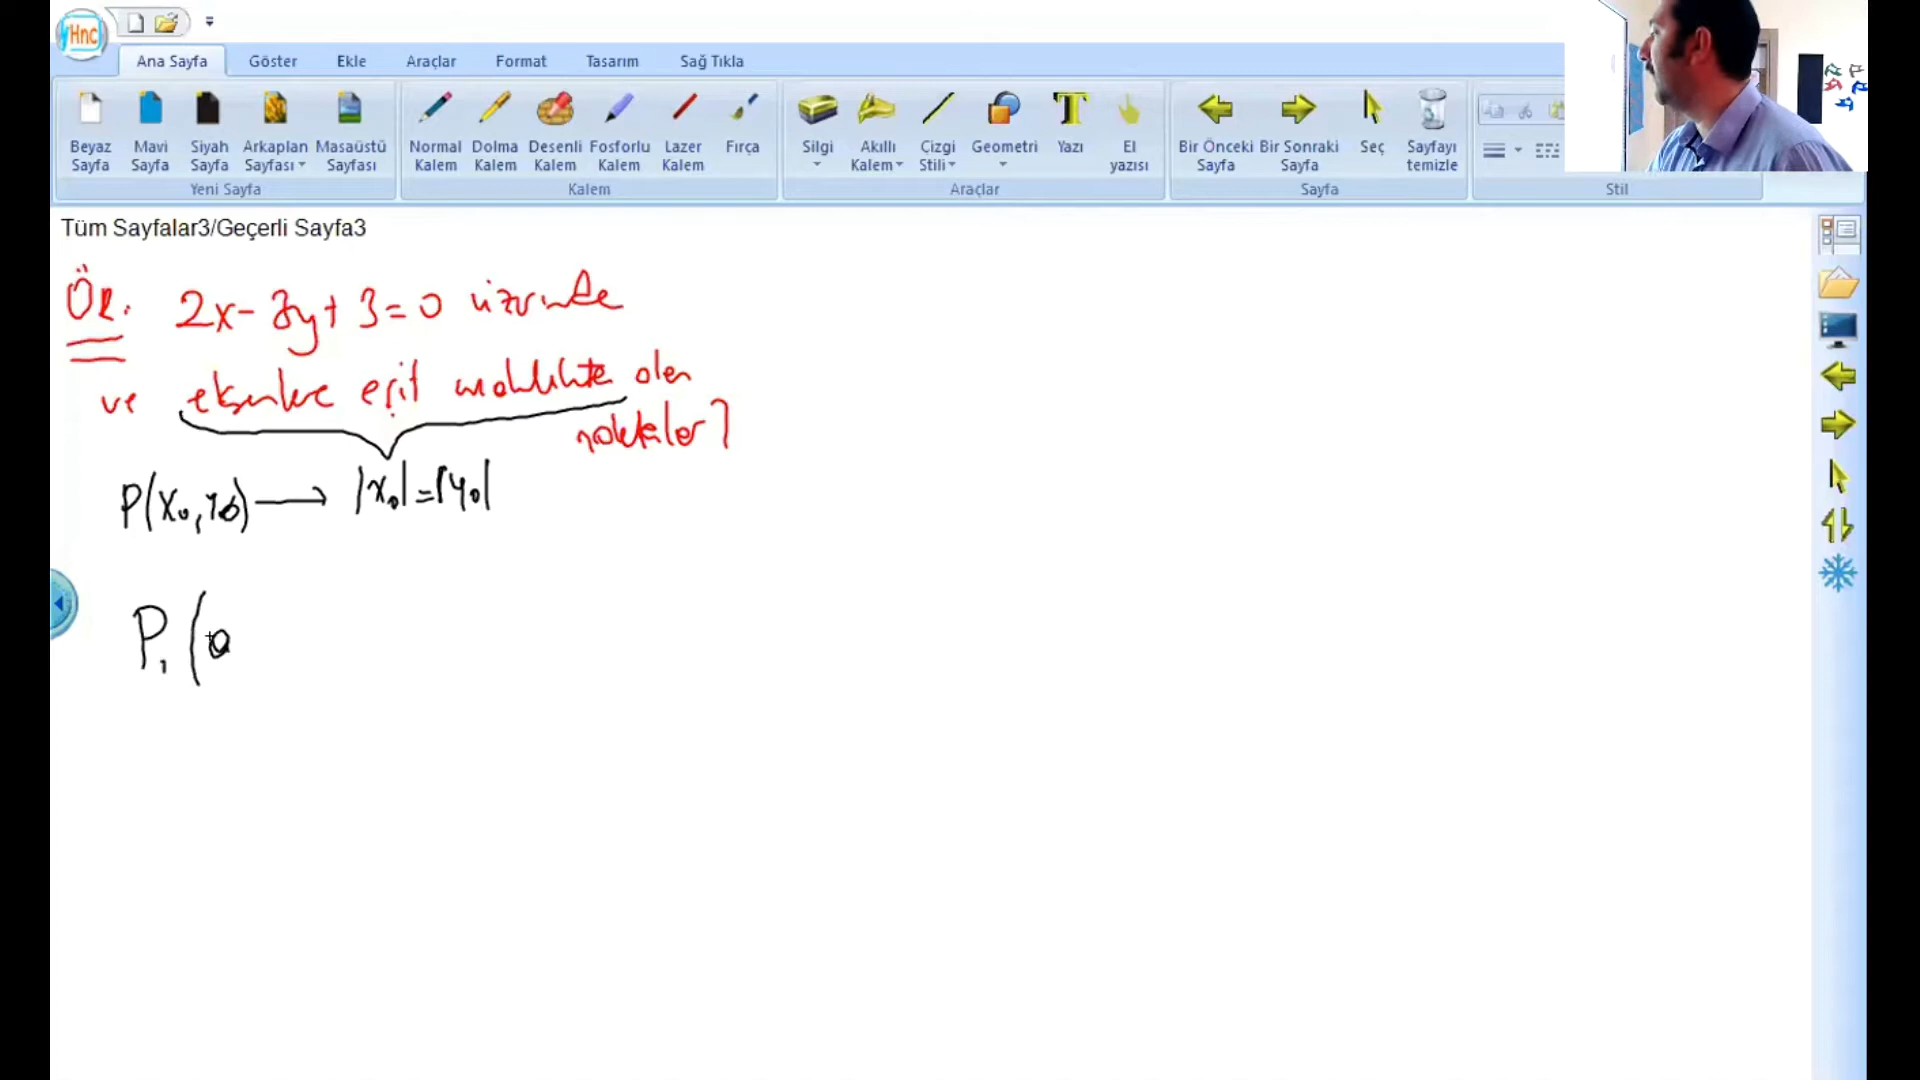 Hnc
Ana Sayfa Göster Ekle Araçlar Format Tasarım Sağ Tıkla
Beyaz Sayfa Mavi Sayfa Siyah Sayfa Arkaplan Sayfası Masaüstü Sayfası
Yeni Sayfa
Normal Kalem Dolma Kalem Desenli Kalem Fosforlu Kalem Lazer Kalem Fırça
Kalem
Silgi Akıllı Kalem Çizgi Stili Geometri Yazı El yazısı
Araçlar
Bir Önceki Sayfa Bir Sonraki Sayfa Seç Sayfayı temizle
Sayfa
Stil
Tüm Sayfalar3/Geçerli Sayfa3
ÖR: 2x-3y+3=0 üzerinde
ve eksenlere eşit uzaklıkta olan
noktalar?
P(x₀,y₀) → |x₀|=|y₀|
P₁(a